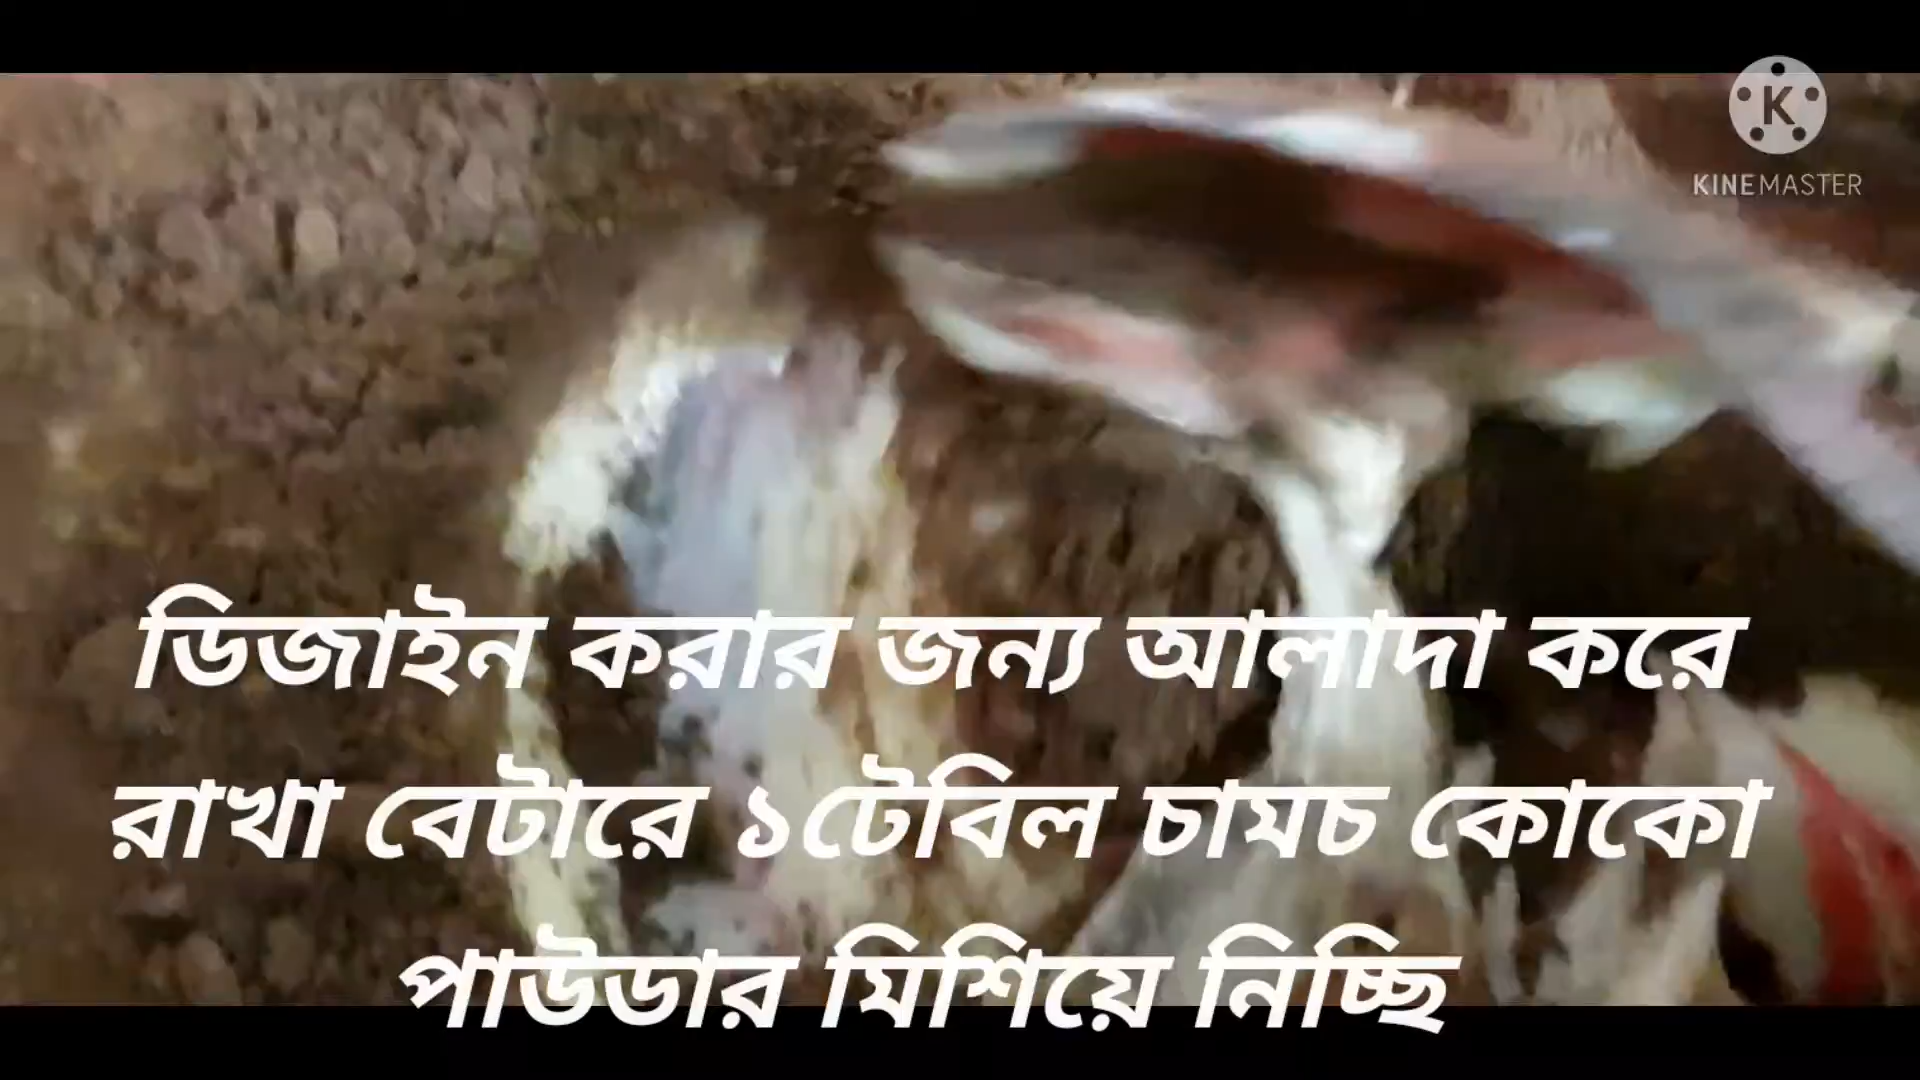 KINEMASTER
ডিজাইন করার জন্য আলাদা করে
রাখা বেটারে ১টেবিল চামচ কোকো
পাউডার মিশিয়ে নিচ্ছি